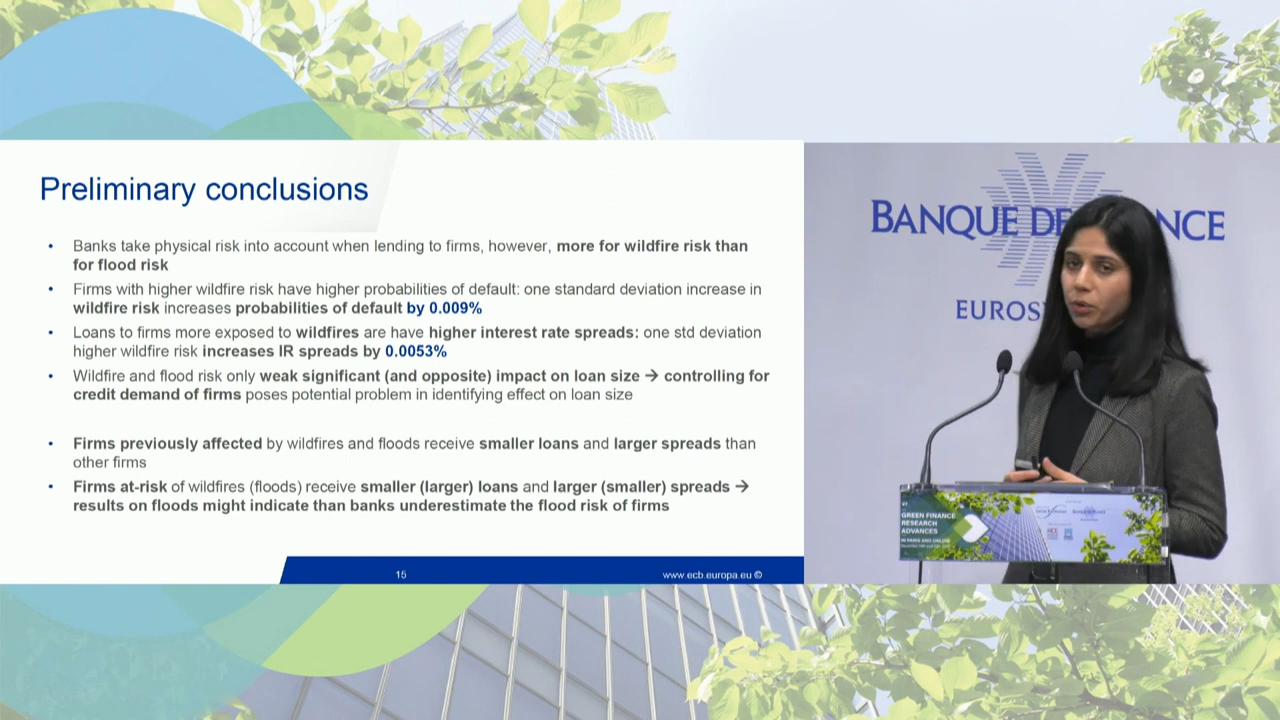 Preliminary conclusions
• Banks take physical risk into account when lending to firms, however, more for wildfire risk than
for flood risk
• Firms with higher wildfire risk have higher probabilities of default: one standard deviation increase in
wildfire risk increases probabilities of default by 0.009%
• Loans to firms more exposed to wildfires are have higher interest rate spreads: one std deviation
higher wildfire risk increases IR spreads by 0.0053%
• Wildfire and flood risk only weak significant (and opposite) impact on loan size → controlling for
credit demand of firms poses potential problem in identifying effect on loan size
• Firms previously affected by wildfires and floods receive smaller loans and larger spreads than
other firms
• Firms at-risk of wildfires (floods) receive smaller (larger) loans and larger (smaller) spreads →
results on floods might indicate than banks underestimate the flood risk of firms
15
www.ecb.europa.eu ©
BANQUE DE NCE
EUROS
GREEN FINANCE
RESEARCH
ADVANCES
IN PARIS AND ONLINE